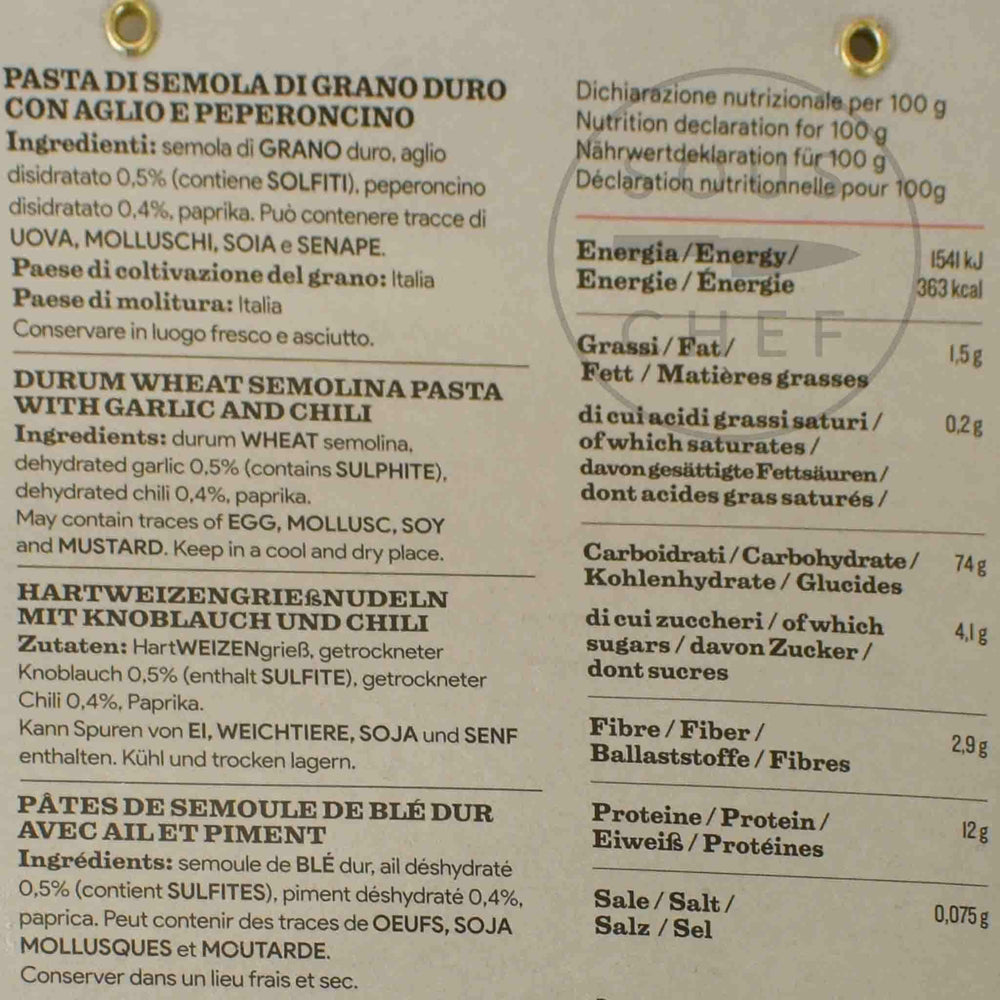 PASTA DI SEMOLA DI GRANO DURO
CON AGLIO E PEPERONCINO
Ingredienti: semola di GRANO duro, aglio
disidratato 0,5% (contiene SOLFITI), peperoncino
disidratato 0,4%, paprika. Può contenere tracce di
UOVA, MOLLUSCHI, SOIA e SENAPE.
Paese di coltivazione del grano: Italia
Paese di molitura: Italia
Conservare in luogo fresco e asciutto.
DURUM WHEAT SEMOLINA PASTA
WITH GARLIC AND CHILI
Ingredients: durum WHEAT semolina,
dehydrated garlic 0,5% (contains SULPHITE),
dehydrated chili 0,4%, paprika.
May contain traces of EGG, MOLLUSC, SOY
and MUSTARD. Keep in a cool and dry place.
HARTWEIZENGRIEßNUDELN
MIT KNOBLAUCH UND CHILI
Zutaten: HartWEIZENgrieß, getrockneter
Knoblauch 0,5% (enthalt SULFITE), getrockneter
Chili 0,4%, Paprika.
Kann Spuren von EI, WEICHTIERE, SOJA und SENF
enthalten. Kühl und trocken lagern.
PÂTES DE SEMOULE DE BLÉ DUR
AVEC AIL ET PIMENT
Ingrédients: semoule de BLÉ dur, ail déshydraté
0,5% (contient SULFITES), piment déshydraté 0,4%,
paprica. Peut contenir des traces de OEUFS, SOJA
MOLLUSQUES et MOUTARDE.
Conserver dans un lieu frais et sec.
Dichiarazione nutrizionale per 100 g
Nutrition declaration for 100 g
Nährwertdeklaration für 100 g
Déclaration nutritionnelle pour 100g
SOUS
CHEF
Energia / Energy / 1541 kJ
Energie / Énergie 363 kcal
Grassi / Fat / 1,5 g
Fett / Matières grasses
di cui acidi grassi saturi / 0,2 g
of which saturates /
davon gesättigte Fettsäuren /
dont acides gras saturés /
Carboidrati / Carbohydrate / 74 g
Kohlenhydrate / Glucides
di cui zuccheri / of which 4,1 g
sugars / davon Zucker /
dont sucres
Fibre / Fiber / 2,9 g
Ballaststoffe / Fibres
Proteine / Protein / 12 g
Eiweiß / Protéines
Sale / Salt / 0,075 g
Salz / Sel